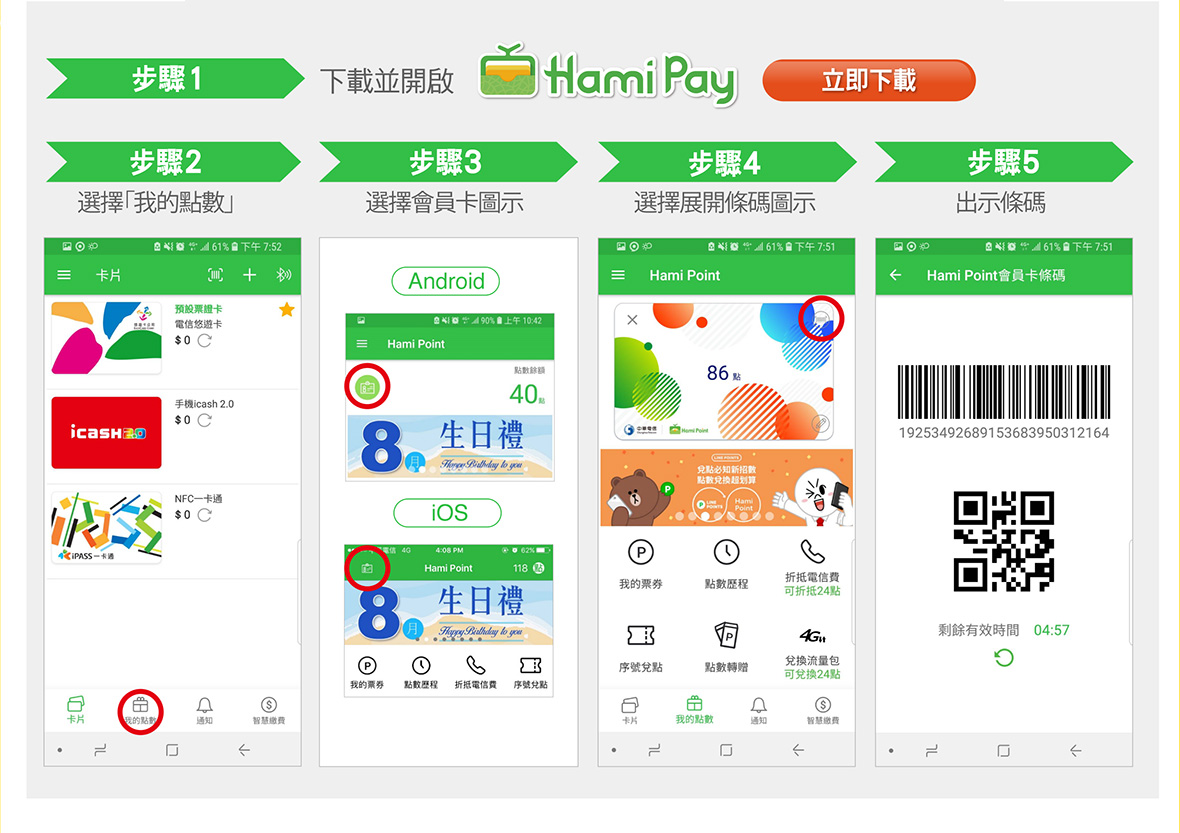 步驟1
下載並開啟
Hami Pay
立即下載
步驟2
選擇「我的點數」
步驟3
選擇會員卡圖示
步驟4
選擇展開條碼圖示
步驟5
出示條碼
61% 下午 7:52
卡片
預設票證卡
電信悠遊卡
$ 0
icash2.0
手機icash 2.0
$ 0
iPASS 一卡通
NFC一卡通
$ 0
卡片
我的點數
通知
智慧繳費
Android
90% 上午 10:42
Hami Point
點數餘額
40點
8月
生日禮
Happy Birthday to you
iOS
電信 4G 4:08 PM 62%
Hami Point
118 點
8月
生日禮
Happy Birthday to you
我的票券
點數歷程
折抵電信費
序號兌點
61% 下午 7:51
Hami Point
86 點
中華電信
Hami Point
LINE POINTS
兌點必知新招數
點數兌換超划算
LINE POINTS
Hami Point
我的票券
點數歷程
折抵電信費
可折抵24點
序號兌點
點數轉贈
兌換流量包
可兌換24點
卡片
我的點數
通知
智慧繳費
61% 下午 7:51
Hami Point會員卡條碼
19253492689153683950312164
剩餘有效時間 04:57